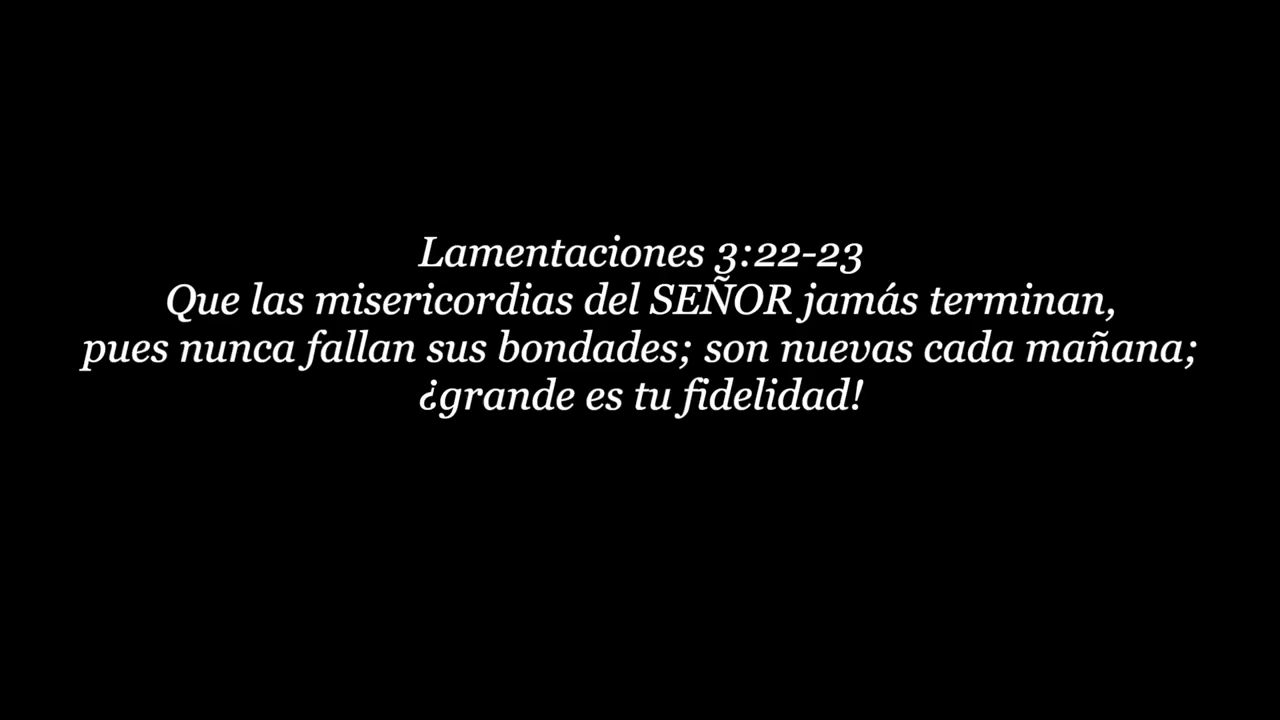 Lamentaciones 3:22-23
Que las misericordias del SEÑOR jamás terminan,
pues nunca fallan sus bondades; son nuevas cada mañana;
¿grande es tu fidelidad!